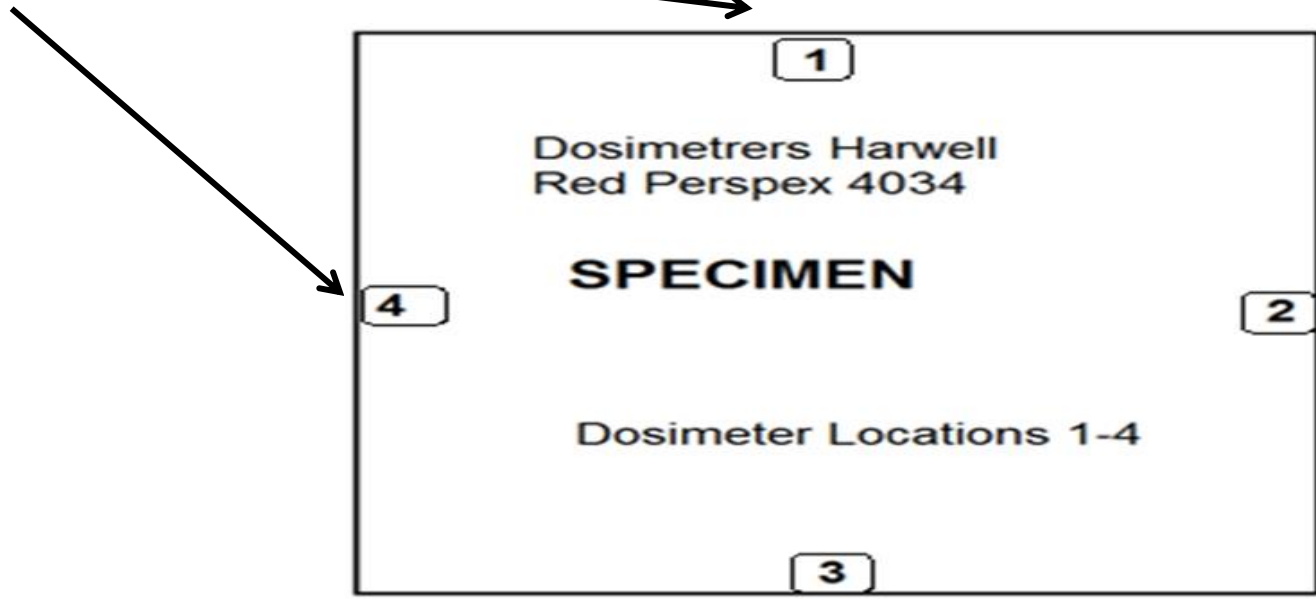 1
Dosimetrers Harwell
Red Perspex 4034
SPECIMEN
4
2
Dosimeter Locations 1-4
3